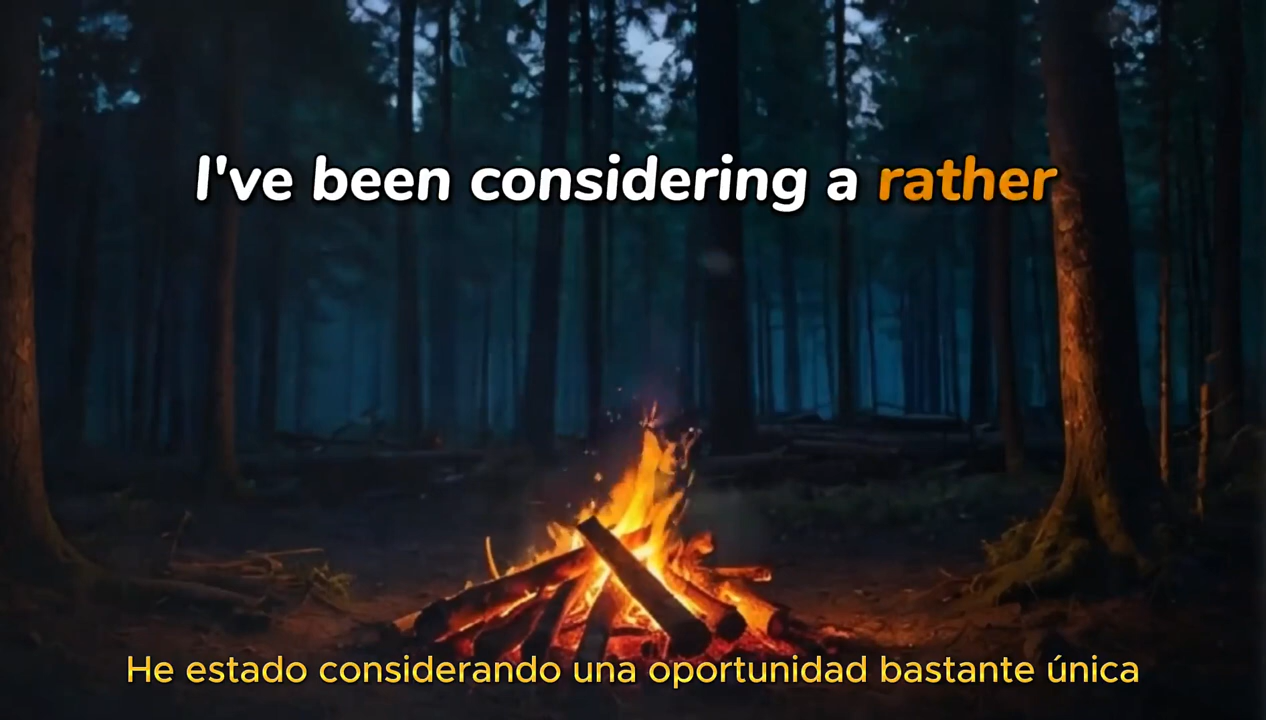 I've been considering a rather
He estado considerando una oportunidad bastante única